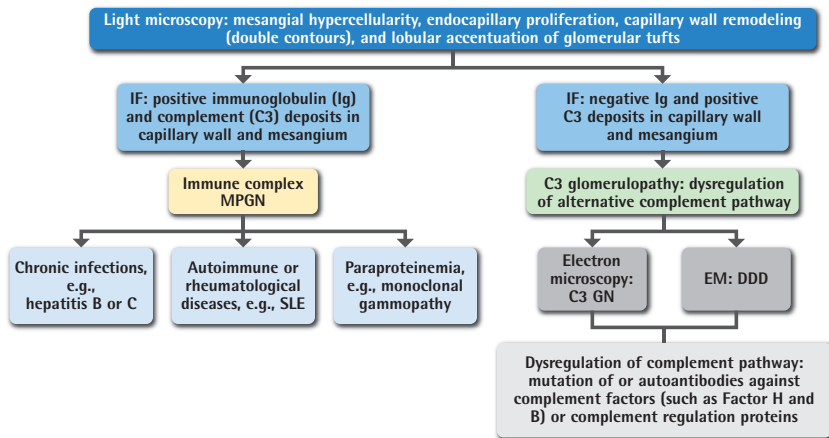 Light microscopy: mesangial hypercellularity, endocapillary proliferation, capillary wall remodeling
(double contours), and lobular accentuation of glomerular tufts
IF: positive immunoglobulin (Ig)
and complement (C3) deposits in
capillary wall and mesangium
IF: negative Ig and positive
C3 deposits in capillary wall
and mesangium
Immune complex
MPGN
C3 glomerulopathy: dysregulation
of alternative complement pathway
Chronic infections,
e.g.,
hepatitis B or C
Autoimmune or
rheumatological
diseases, e.g., SLE
Paraproteinemia,
e.g., monoclonal
gammopathy
Electron
microscopy:
C3 GN
EM: DDD
Dysregulation of complement pathway:
mutation of or autoantibodies against
complement factors (such as Factor H and
B) or complement regulation proteins